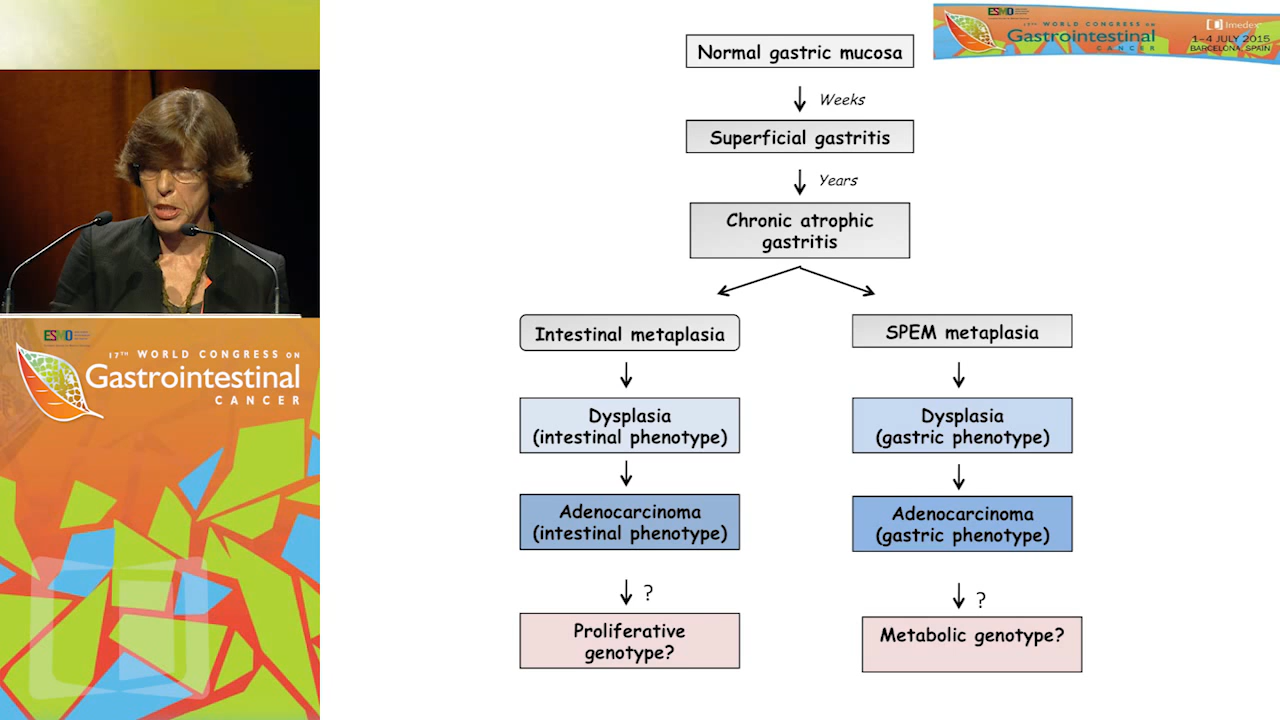 ESMO
17TH WORLD CONGRESS ON
Gastrointestinal
CANCER
Imedex
1-4 JULY 2015
BARCELONA, SPAIN
Normal gastric mucosa
Weeks
Superficial gastritis
Years
Chronic atrophic
gastritis
Intestinal metaplasia
SPEM metaplasia
Dysplasia
(intestinal phenotype)
Dysplasia
(gastric phenotype)
Adenocarcinoma
(intestinal phenotype)
Adenocarcinoma
(gastric phenotype)
?
?
Proliferative
genotype?
Metabolic genotype?
ESMO
17TH WORLD CONGRESS ON
Gastrointestinal
CANCER